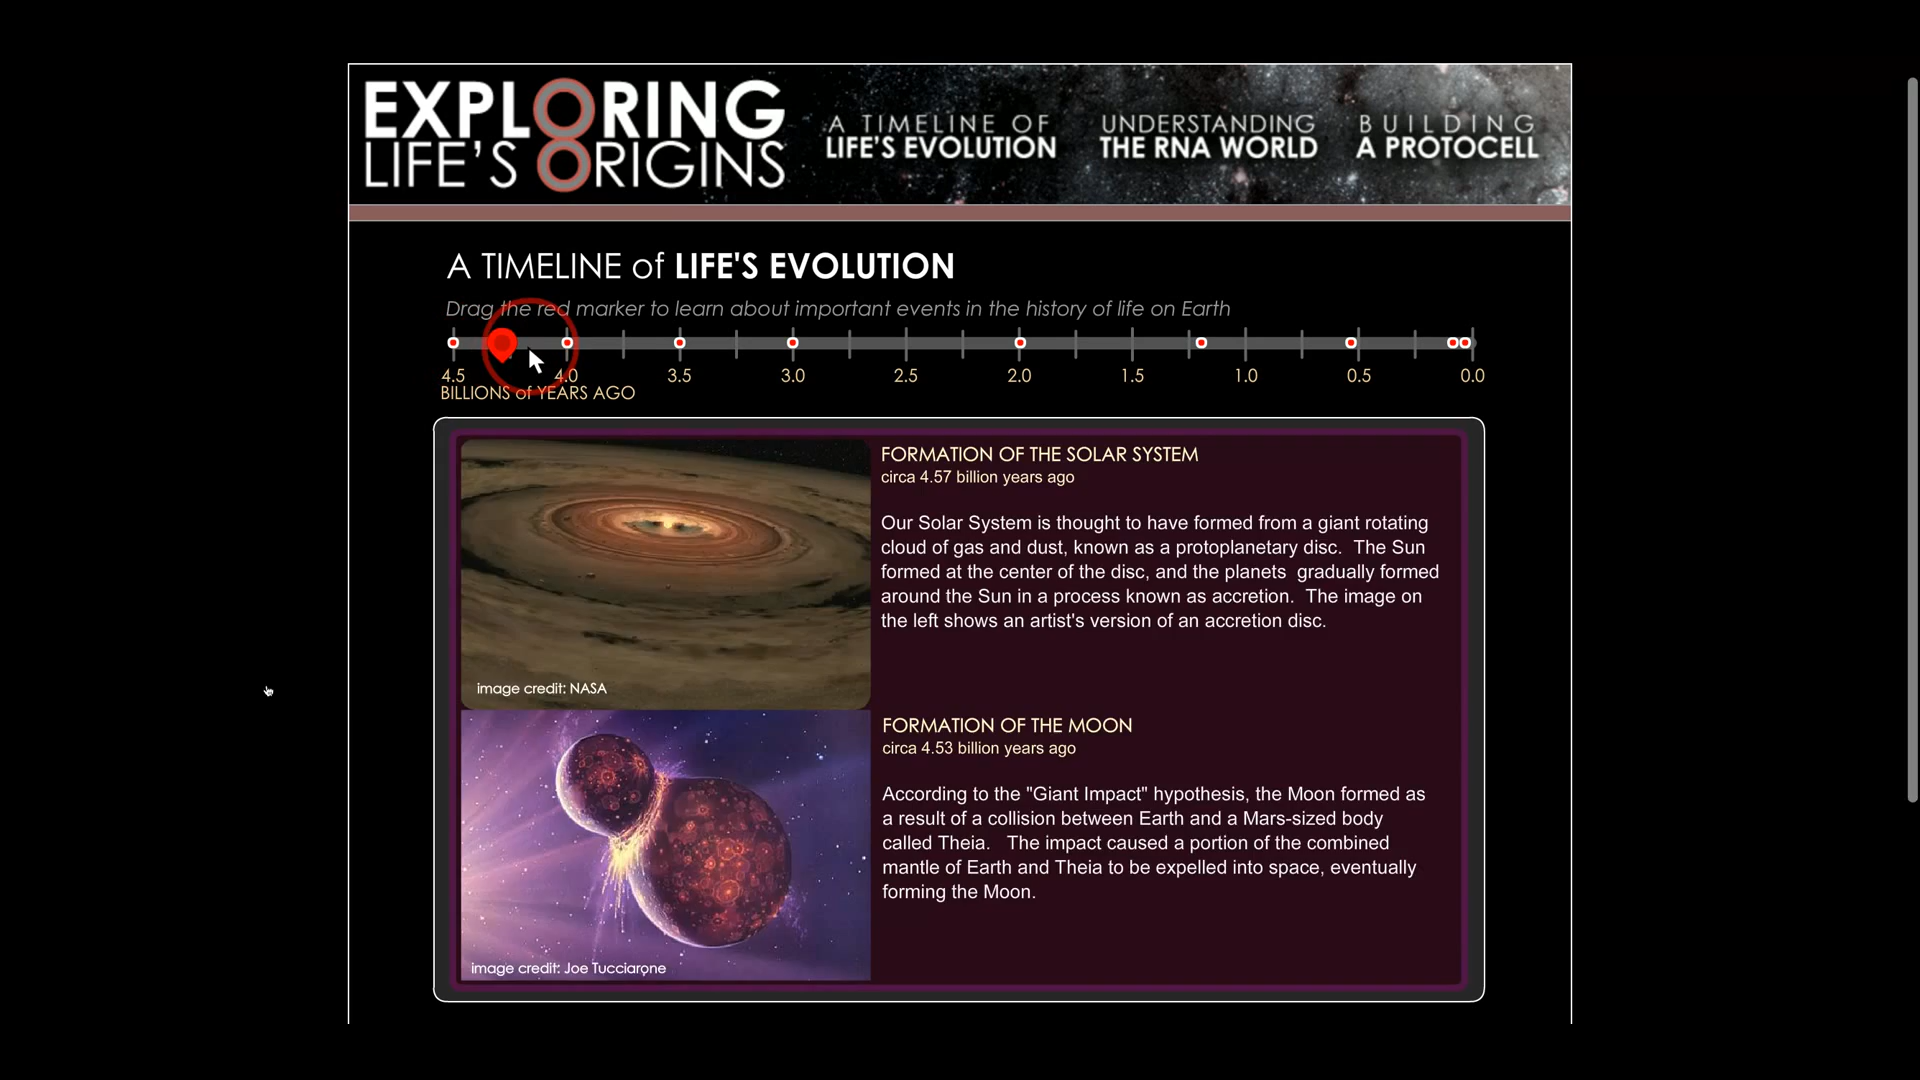 EXPLORING
LIFE'S ORIGINS
A TIMELINE OF
LIFE'S EVOLUTION
UNDERSTANDING
THE RNA WORLD
BUILDING
A PROTOCELL
A TIMELINE of LIFE'S EVOLUTION
Drag the red marker to learn about important events in the history of life on Earth
4.5 4.0 3.5 3.0 2.5 2.0 1.5 1.0 0.5 0.0
BILLIONS of YEARS AGO
FORMATION OF THE SOLAR SYSTEM
circa 4.57 billion years ago
Our Solar System is thought to have formed from a giant rotating
cloud of gas and dust, known as a protoplanetary disc. The Sun
formed at the center of the disc, and the planets gradually formed
around the Sun in a process known as accretion. The image on
the left shows an artist's version of an accretion disc.
image credit: NASA
FORMATION OF THE MOON
circa 4.53 billion years ago
According to the "Giant Impact" hypothesis, the Moon formed as
a result of a collision between Earth and a Mars-sized body
called Theia. The impact caused a portion of the combined
mantle of Earth and Theia to be expelled into space, eventually
forming the Moon.
image credit: Joe Tucciarone